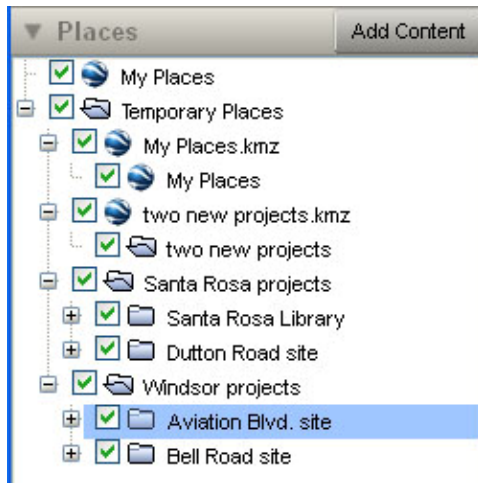 Places Add Content
My Places
Temporary Places
My Places.kmz
My Places
two new projects.kmz
two new projects
Santa Rosa projects
Santa Rosa Library
Dutton Road site
Windsor projects
Aviation Blvd. site
Bell Road site